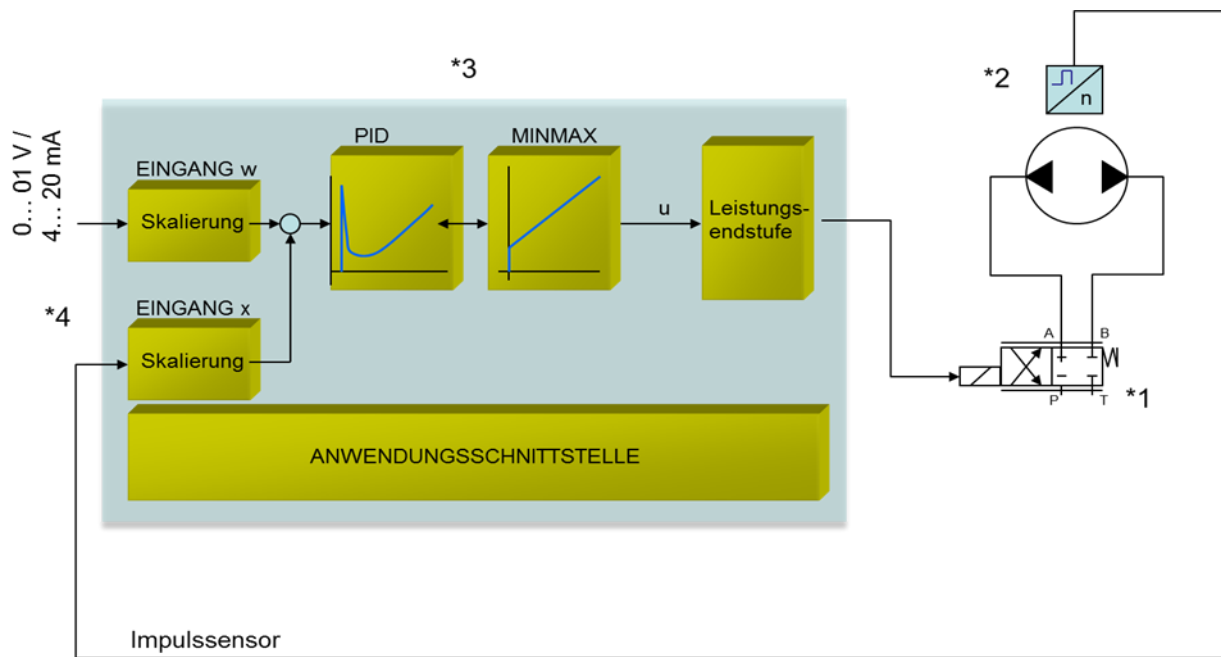 *3
*2
n
0... 01 V /
4... 20 mA
PID
MINMAX
EINGANG w
Skalierung
u
Leistungs-
endstufe
*4
EINGANG x
Skalierung
A
B
P
T
*1
ANWENDUNGSSCHNITTSTELLE
Impulssensor